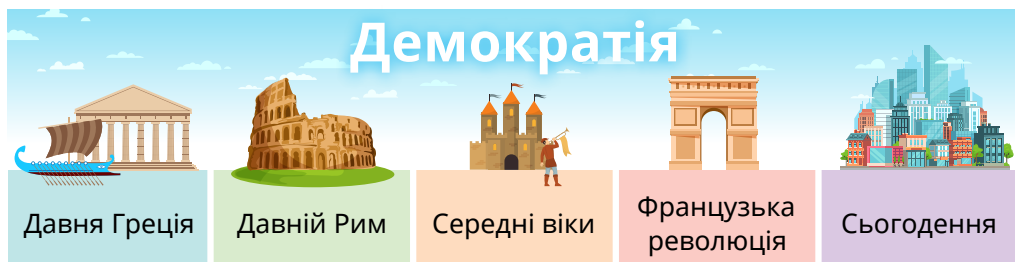 Демократія
Давня Греція
Давній Рим
Середні віки
Французька
революція
Сьогодення